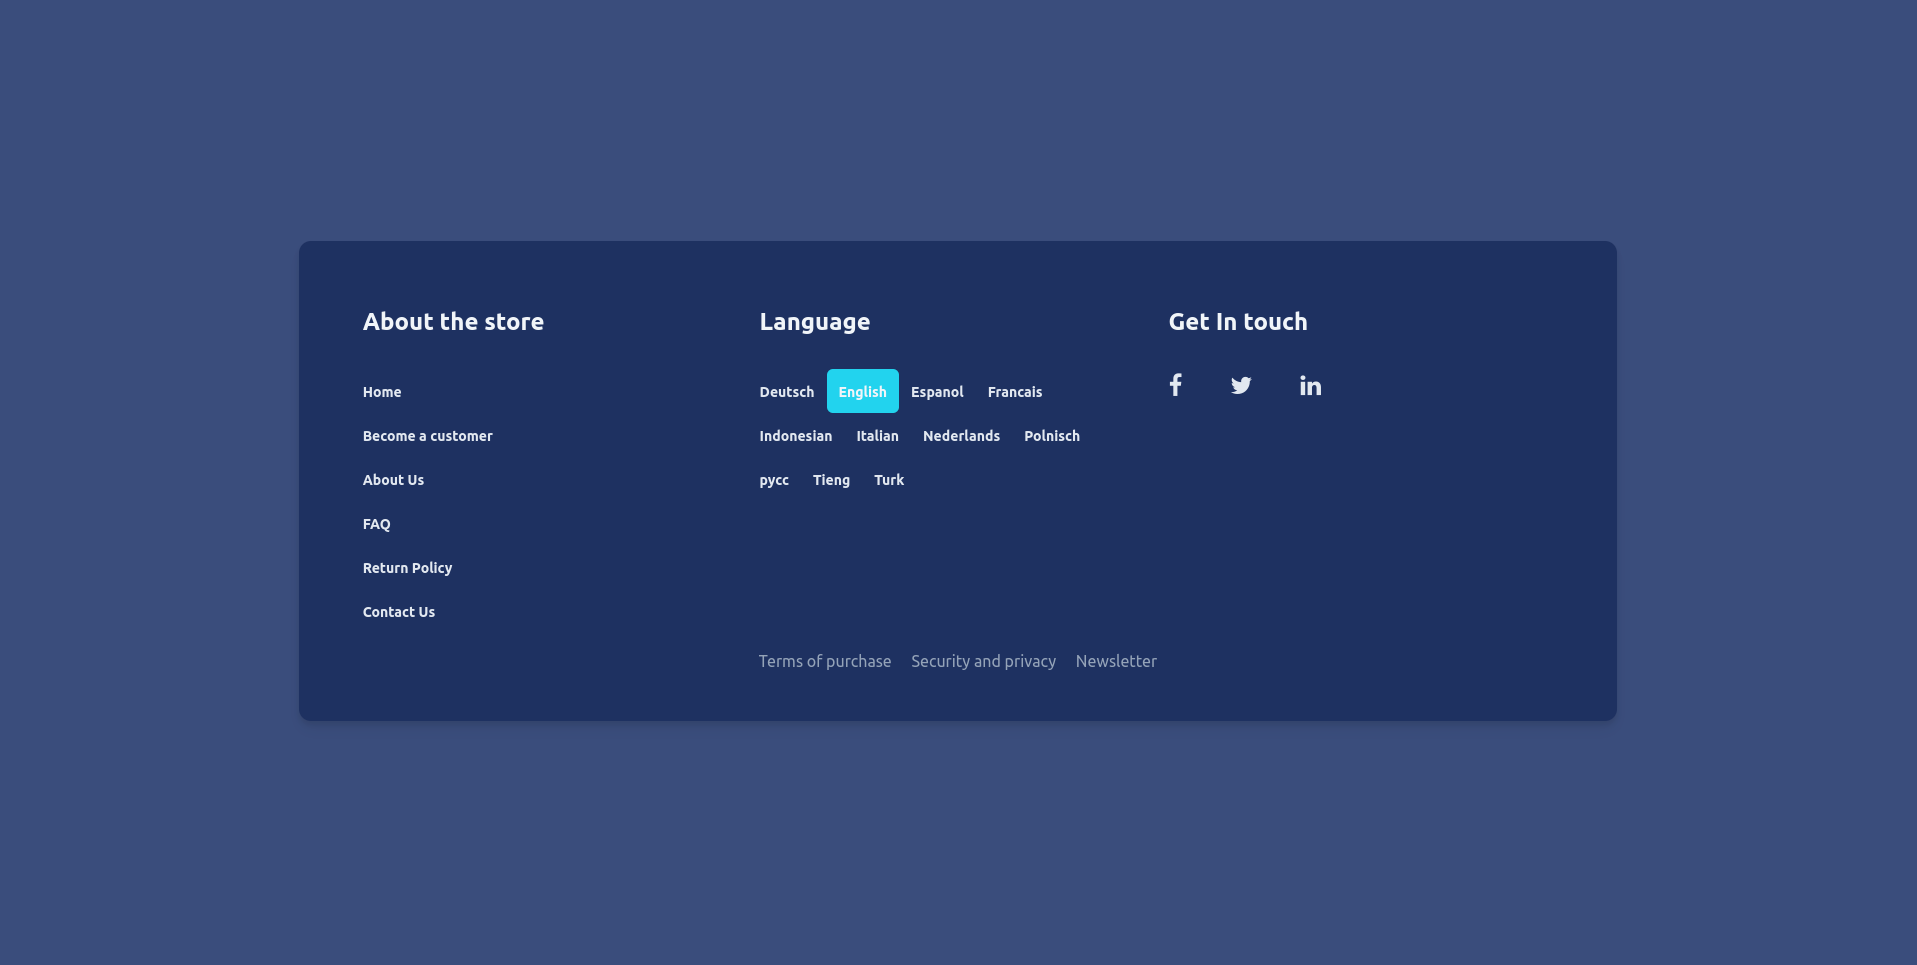 About the store
Home
Become a customer
About Us
FAQ
Return Policy
Contact Us
Language
Deutsch English Espanol Francais
Indonesian Italian Nederlands Polnisch
pycc Tieng Turk
Get In touch
Terms of purchase Security and privacy Newsletter